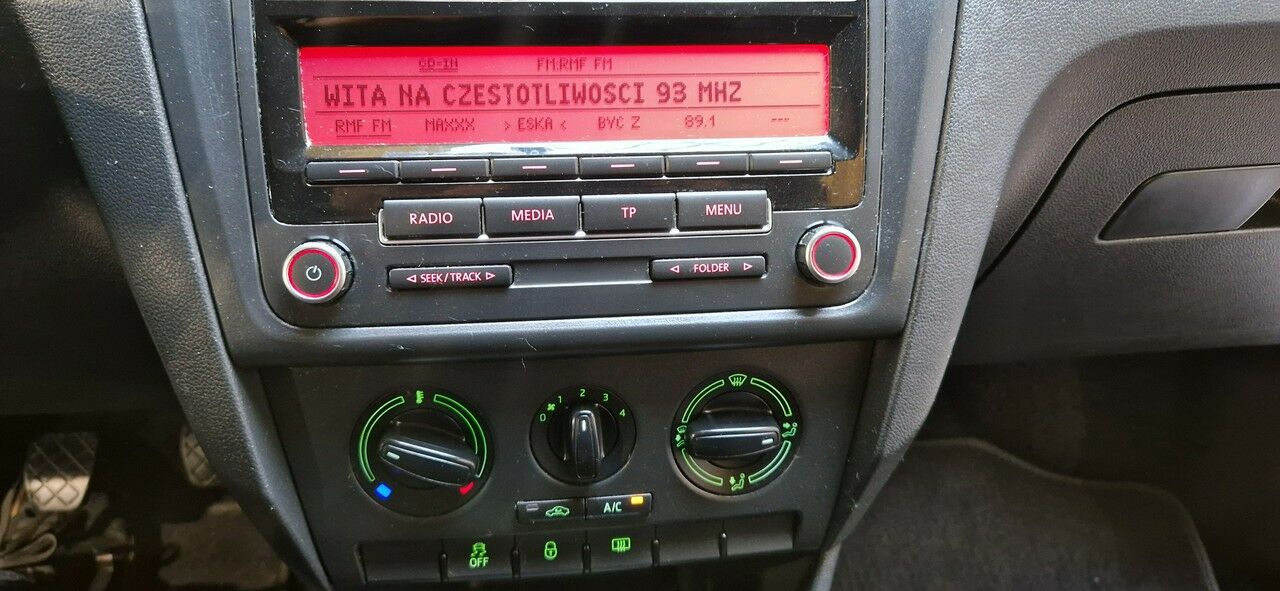 GD=IN FM:RMF FM
WITA NA CZESTOTLIWOSCI 93 MHZ
RMF FM MAXXX > ESKA < BYC Z 89.1 ---
RADIO MEDIA TP MENU
SEEK/TRACK FOLDER
0 1 2 3 4
A/C
OFF